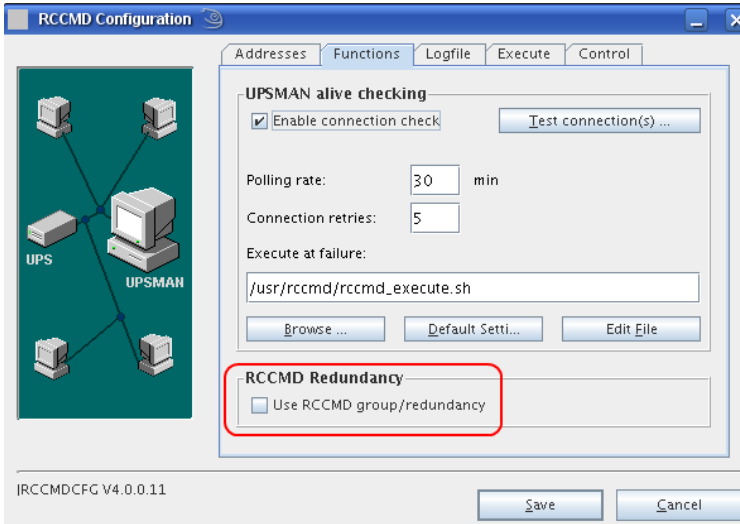 RCCMD Configuration
Addresses Functions Logfile Execute Control
UPSMAN alive checking
Enable connection check Test connection(s) ...
Polling rate: 30 min
Connection retries: 5
Execute at failure:
/usr/rccmd/rccmd_execute.sh
Browse ... Default Setti... Edit File
UPS
UPSMAN
RCCMD Redundancy
Use RCCMD group/redundancy
RCCMDCFG V4.0.0.11
Save Cancel